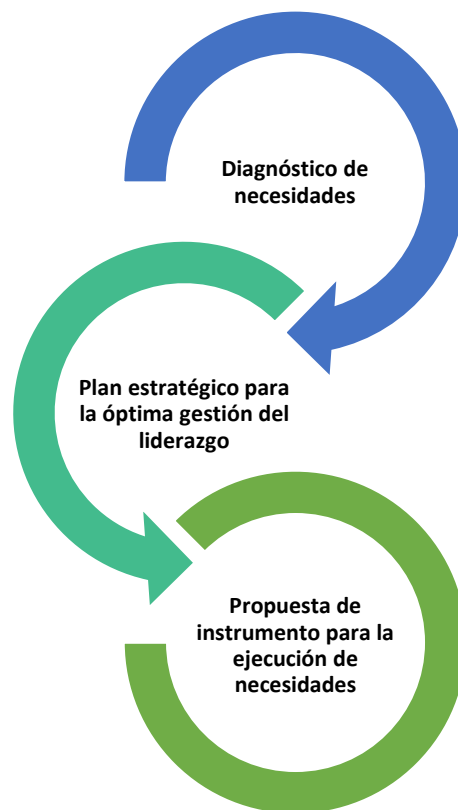 Diagnóstico de
necesidades
Plan estratégico para
la óptima gestión del
liderazgo
Propuesta de
instrumento para la
ejecución de
necesidades